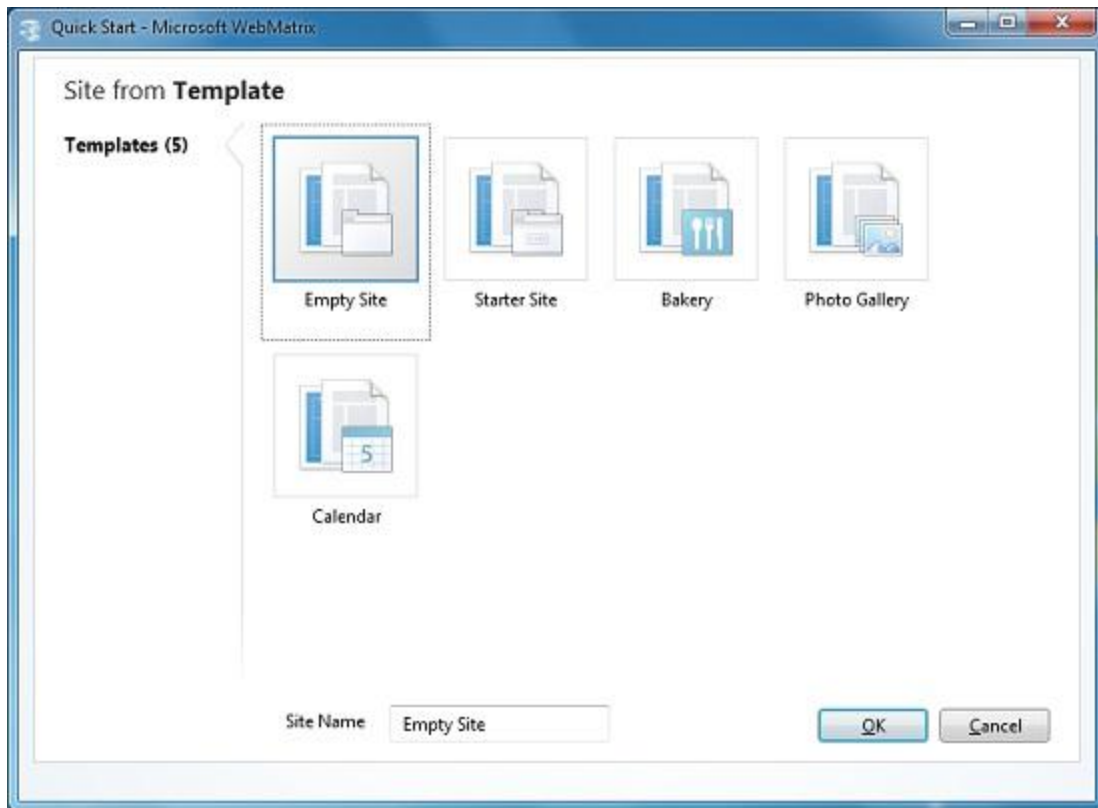 Quick Start - Microsoft WebMatrix
Site from Template
Templates (5)
Empty Site
Starter Site
Bakery
Photo Gallery
5
Calendar
Site Name
Empty Site
OK
Cancel